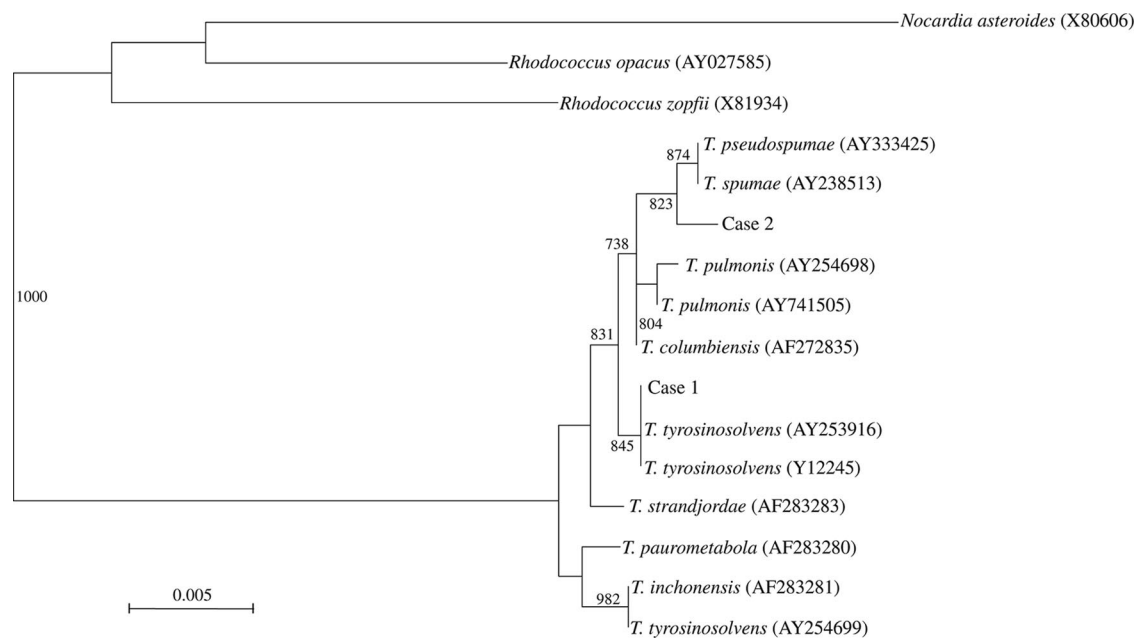 Nocardia asteroides (X80606)
Rhodococcus opacus (AY027585)
Rhodococcus zopfii (X81934)
T. pseudospumae (AY333425)
874
T. spumae (AY238513)
823
Case 2
738
T. pulmonis (AY254698)
1000
T. pulmonis (AY741505)
804
831
T. columbiensis (AF272835)
Case 1
T. tyrosinosolvens (AY253916)
845
T. tyrosinosolvens (Y12245)
T. strandjordae (AF283283)
T. paurometabola (AF283280)
T. inchonensis (AF283281)
0.005
982
T. tyrosinosolvens (AY254699)